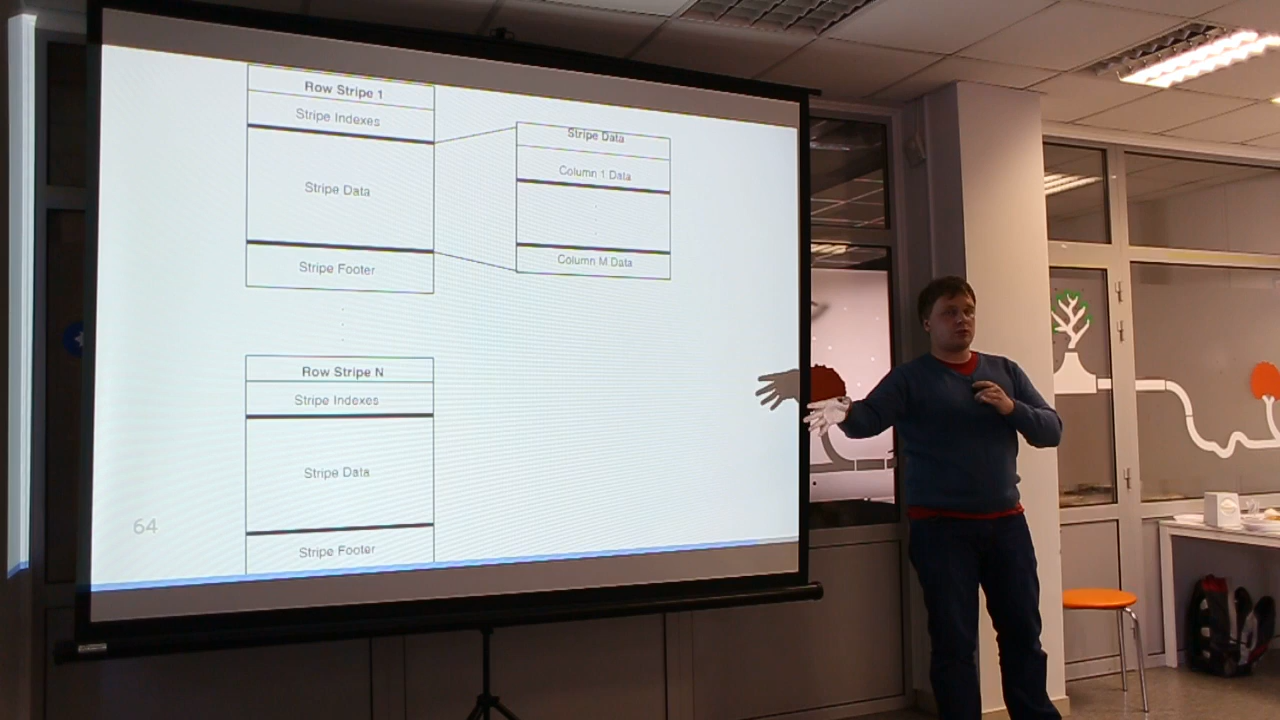 Row Stripe 1
Stripe Indexes
Stripe Data
Stripe Footer
Stripe Data
Column 1 Data
Column M Data
Row Stripe N
Stripe Indexes
Stripe Data
Stripe Footer
64